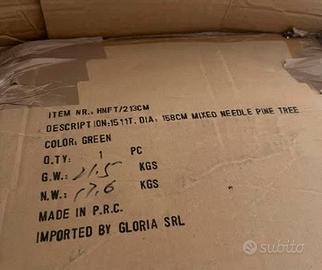 ITEM NR., HNFT/213CM
DESCRIPTION:1511T. DIA: 158CM MIXED NEEDLE PINE TREE
COLOR: GREEN
Q.TY: 1 PC
G.W.: 21.5 KGS
N.W.: 17.6 KGS
MADE IN P.R.C.
IMPORTED BY GLORIA SRL
subito